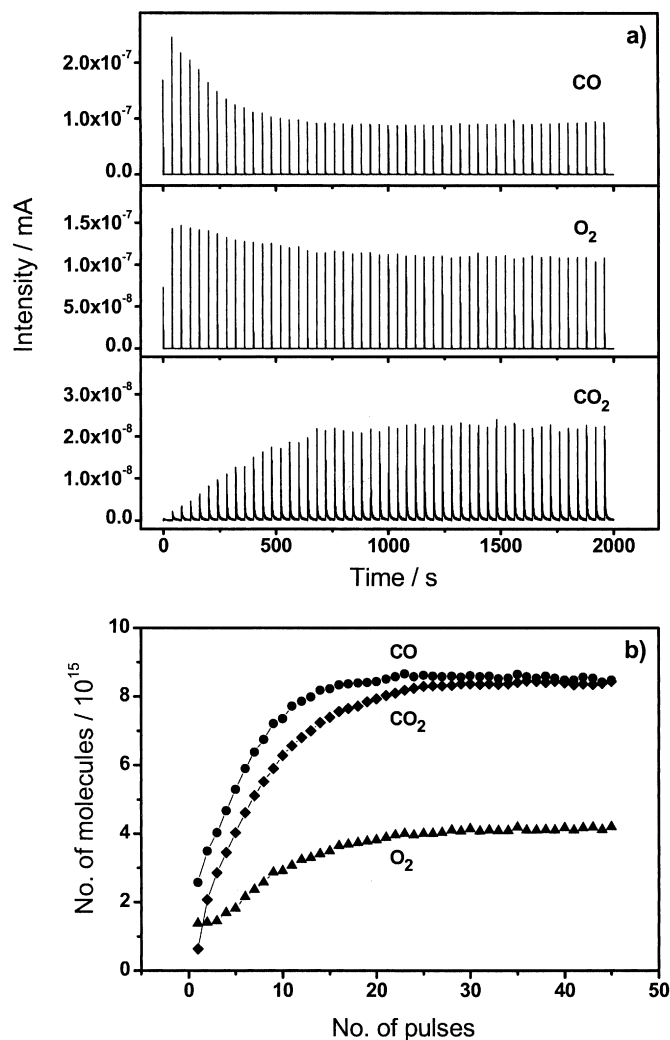 a)
CO
2.0x10⁻⁷
1.0x10⁻⁷
0.0
O₂
1.5x10⁻⁷
1.0x10⁻⁷
5.0x10⁻⁸
0.0
CO₂
3.0x10⁻⁸
2.0x10⁻⁸
1.0x10⁻⁸
0.0
Intensity / mA
0 500 1000 1500 2000
Time / s
b)
10
8
6
4
2
0
CO
CO₂
O₂
No. of molecules / 10¹⁵
0 10 20 30 40 50
No. of pulses